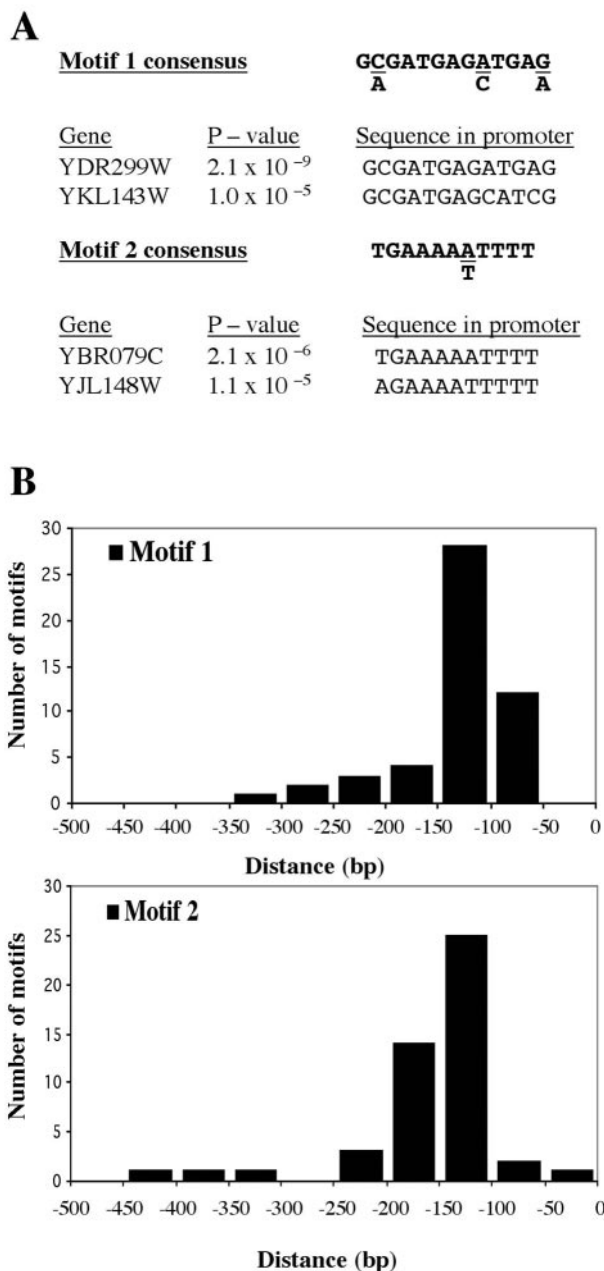 A
Motif 1 consensus GCGATGAGATGAG
A C A
Gene P – value Sequence in promoter
YDR299W 2.1 x 10 –9 GCGATGAGATGAG
YKL143W 1.0 x 10 –5 GCGATGAGCATCG
Motif 2 consensus TGAAAAATTTT
T
Gene P – value Sequence in promoter
YBR079C 2.1 x 10 –6 TGAAAAATTTT
YJL148W 1.1 x 10 –5 AGAAAATTTTT
B
Number of motifs
30
25
20
15
10
5
0
Motif 1
-500 -450 -400 -350 -300 -250 -200 -150 -100 -50 0
Distance (bp)
Number of motifs
30
25
20
15
10
5
0
Motif 2
-500 -450 -400 -350 -300 -250 -200 -150 -100 -50 0
Distance (bp)